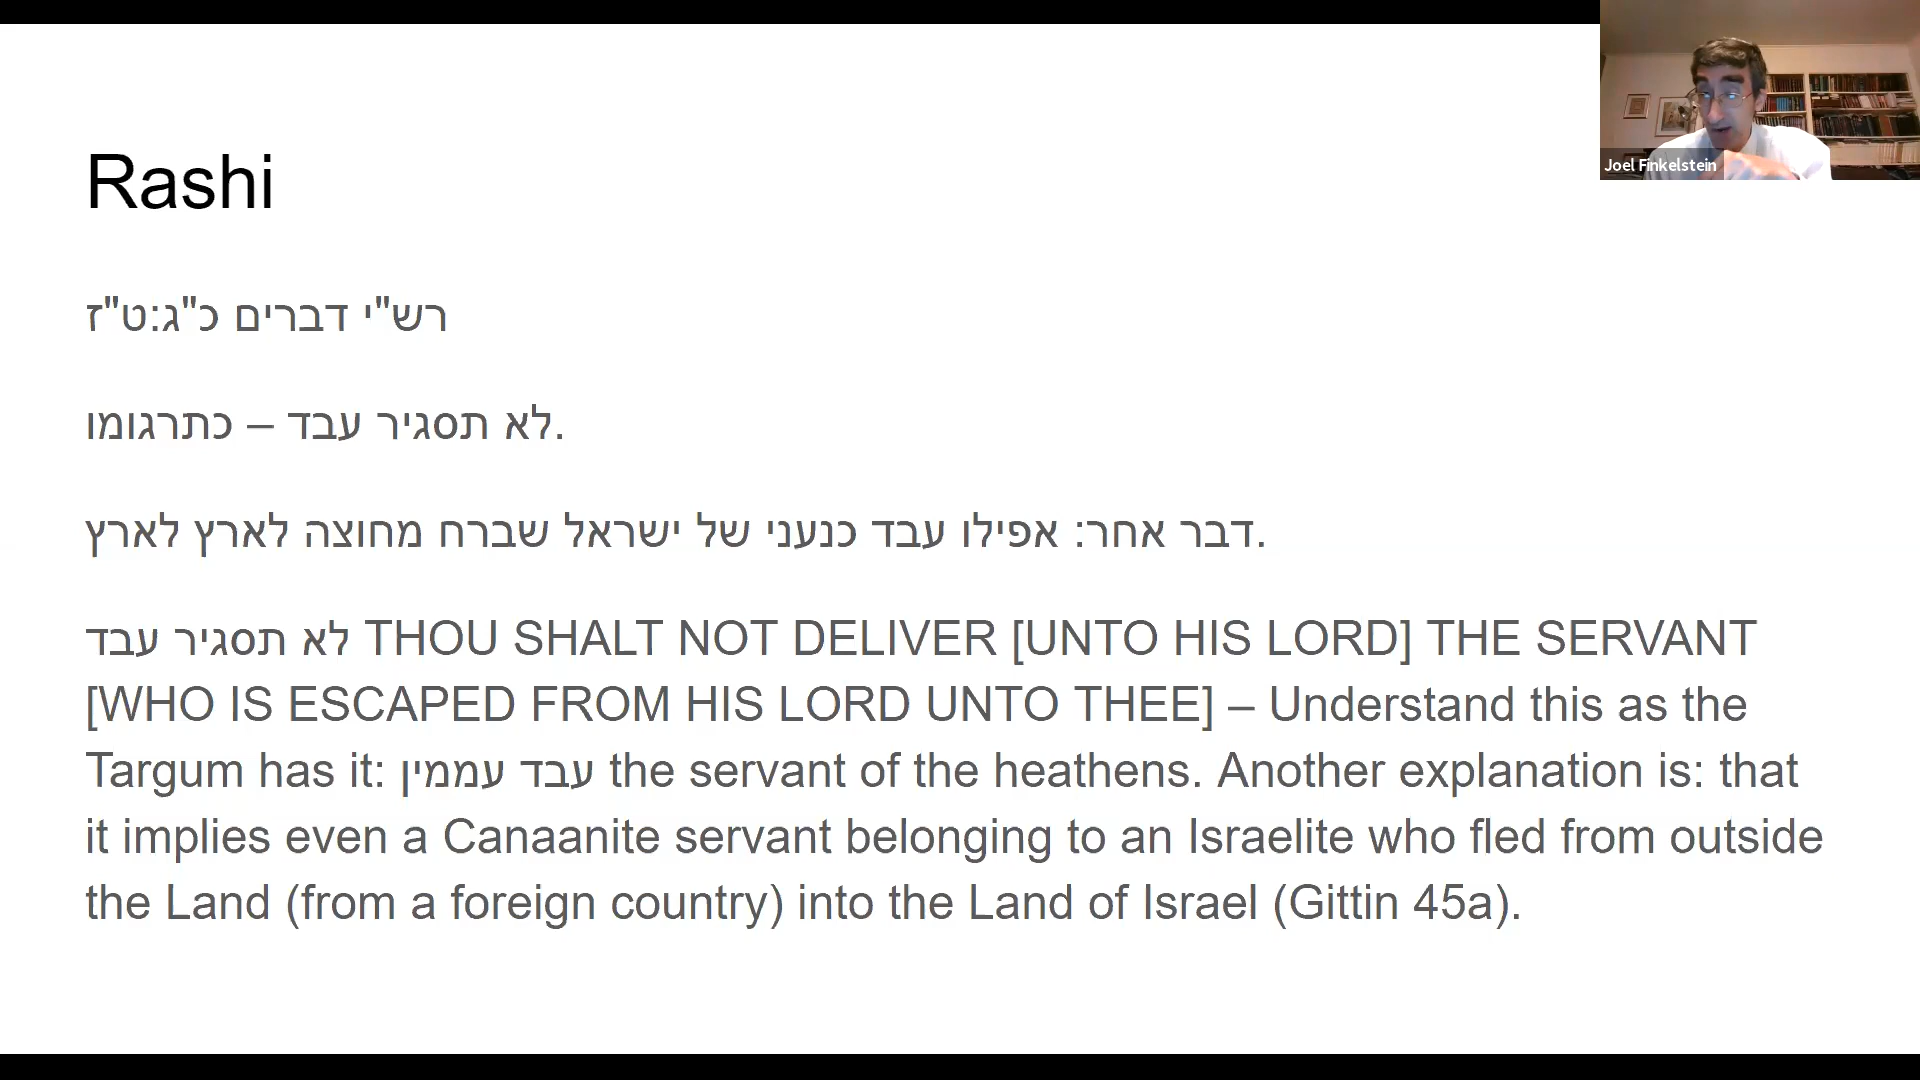 Joel Finkelstein
Rashi
רש"י דברים כ"ג:ט"ז
לא תסגיר עבד – כתרגומו.
דבר אחר: אפילו עבד כנעני של ישראל שברח מחוצה לארץ לארץ.
לא תסגיר עבד THOU SHALT NOT DELIVER [UNTO HIS LORD] THE SERVANT
[WHO IS ESCAPED FROM HIS LORD UNTO THEE] – Understand this as the
Targum has it: עבד עממין the servant of the heathens. Another explanation is: that
it implies even a Canaanite servant belonging to an Israelite who fled from outside
the Land (from a foreign country) into the Land of Israel (Gittin 45a).